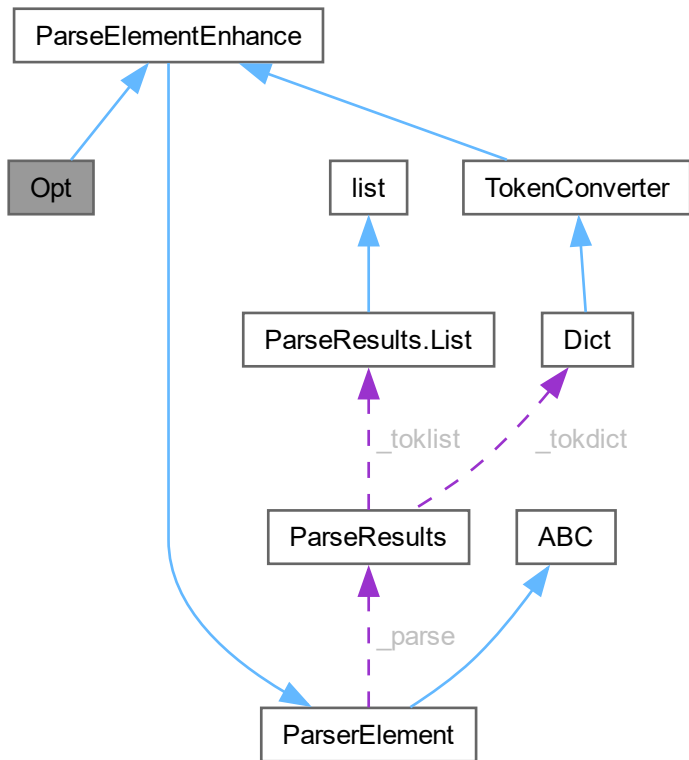 ParseElementEnhance
Opt
list
TokenConverter
ParseResults.List
Dict
_toklist
_tokdict
ParseResults
ABC
_parse
ParserElement